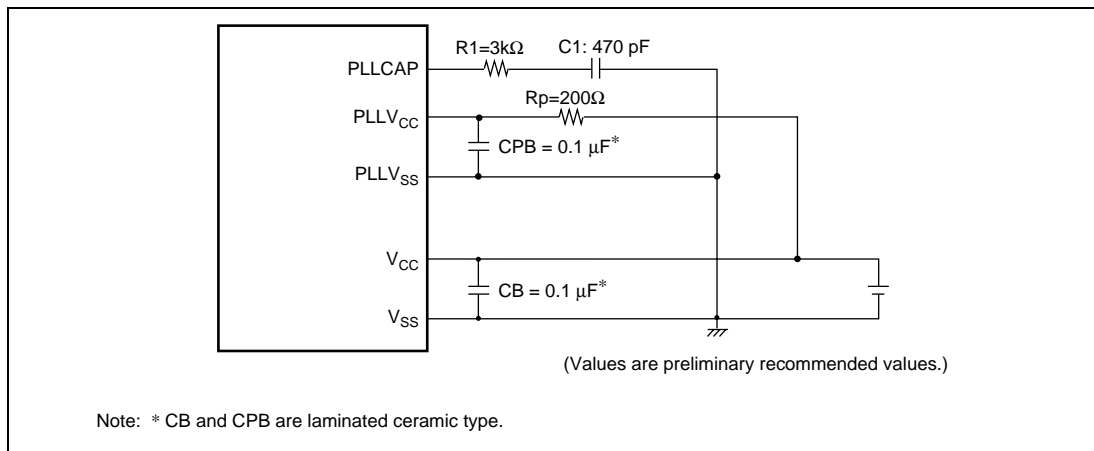 R1=3kΩ C1: 470 pF
PLLCAP
Rp=200Ω
PLLVCC
CPB = 0.1 μF*
PLLVSS
VCC
CB = 0.1 μF*
VSS
(Values are preliminary recommended values.)
Note: * CB and CPB are laminated ceramic type.